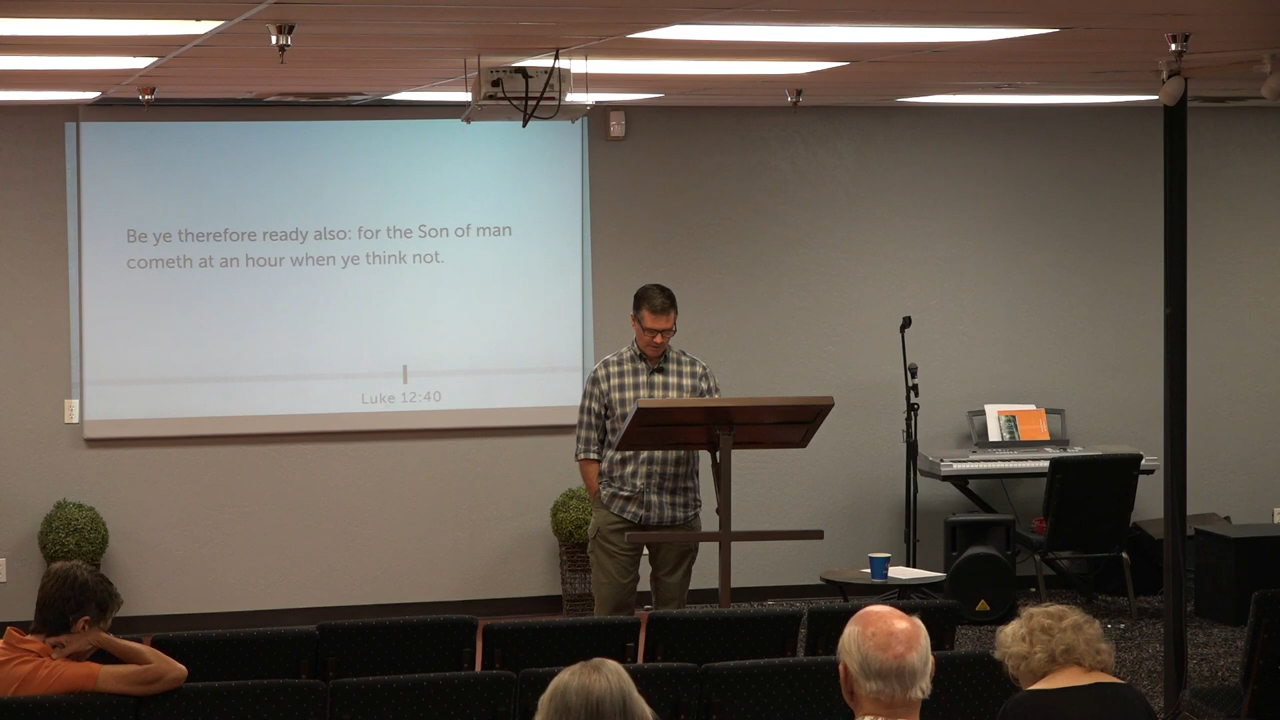 Be ye therefore ready also: for the Son of man
cometh at an hour when ye think not.
Luke 12:40